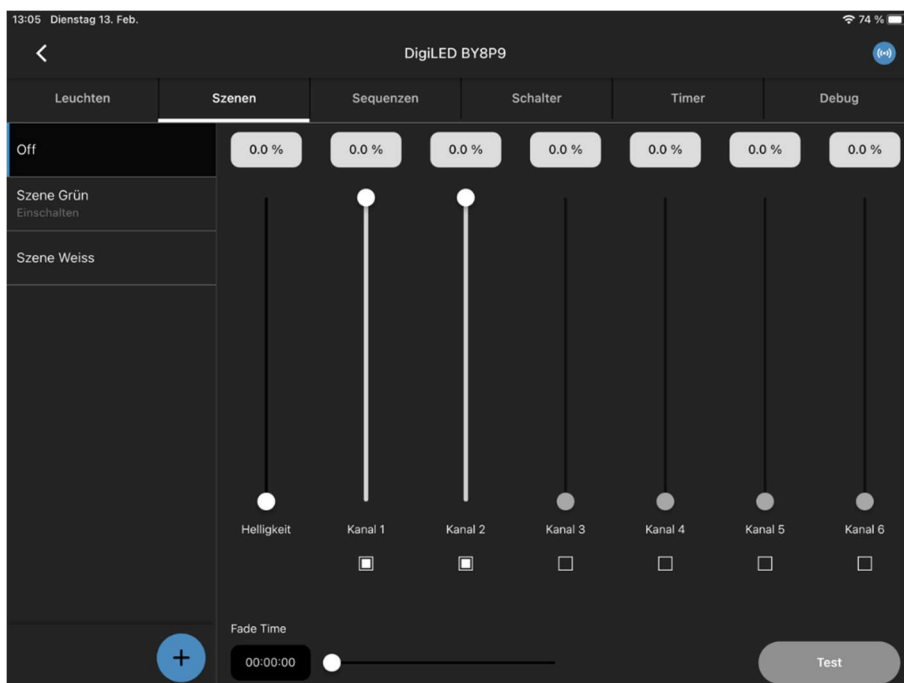 13:05 Dienstag 13. Feb. 74 %
DigiLED BY8P9
Leuchten Szenen Sequenzen Schalter Timer Debug
Off
Szene Grün
Einschalten
Szene Weiss
0.0 % 0.0 % 0.0 % 0.0 % 0.0 % 0.0 % 0.0 %
Helligkeit Kanal 1 Kanal 2 Kanal 3 Kanal 4 Kanal 5 Kanal 6
Fade Time
00:00:00
Test